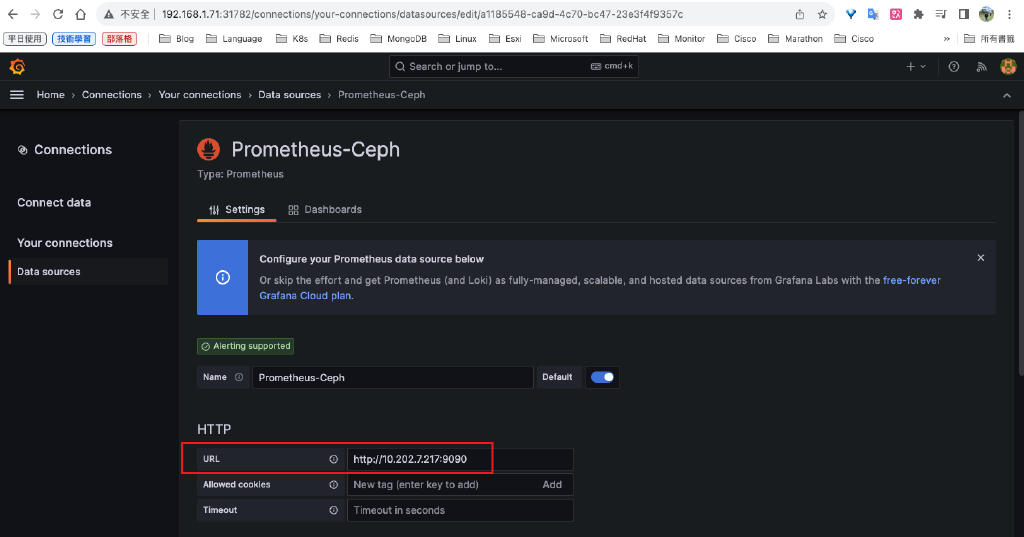 不安全 | 192.168.1.71:31782/connections/your-connections/datasources/edit/a1185548-ca9d-4c70-bc47-23e3f4f9357c
平日使用 技術學習 部落格 Blog Language K8s Redis MongoDB Linux Esxi Microsoft RedHat Monitor Cisco Marathon Cisco » 所有書籤
Search or jump to... cmd+k
Home › Connections › Your connections › Data sources › Prometheus-Ceph
Connections
Connect data
Your connections
Data sources
Prometheus-Ceph
Type: Prometheus
Settings Dashboards
Configure your Prometheus data source below
Or skip the effort and get Prometheus (and Loki) as fully-managed, scalable, and hosted data sources from Grafana Labs with the free-forever
Grafana Cloud plan.
Alerting supported
Name Prometheus-Ceph Default
HTTP
URL http://10.202.7.217:9090
Allowed cookies New tag (enter key to add) Add
Timeout Timeout in seconds